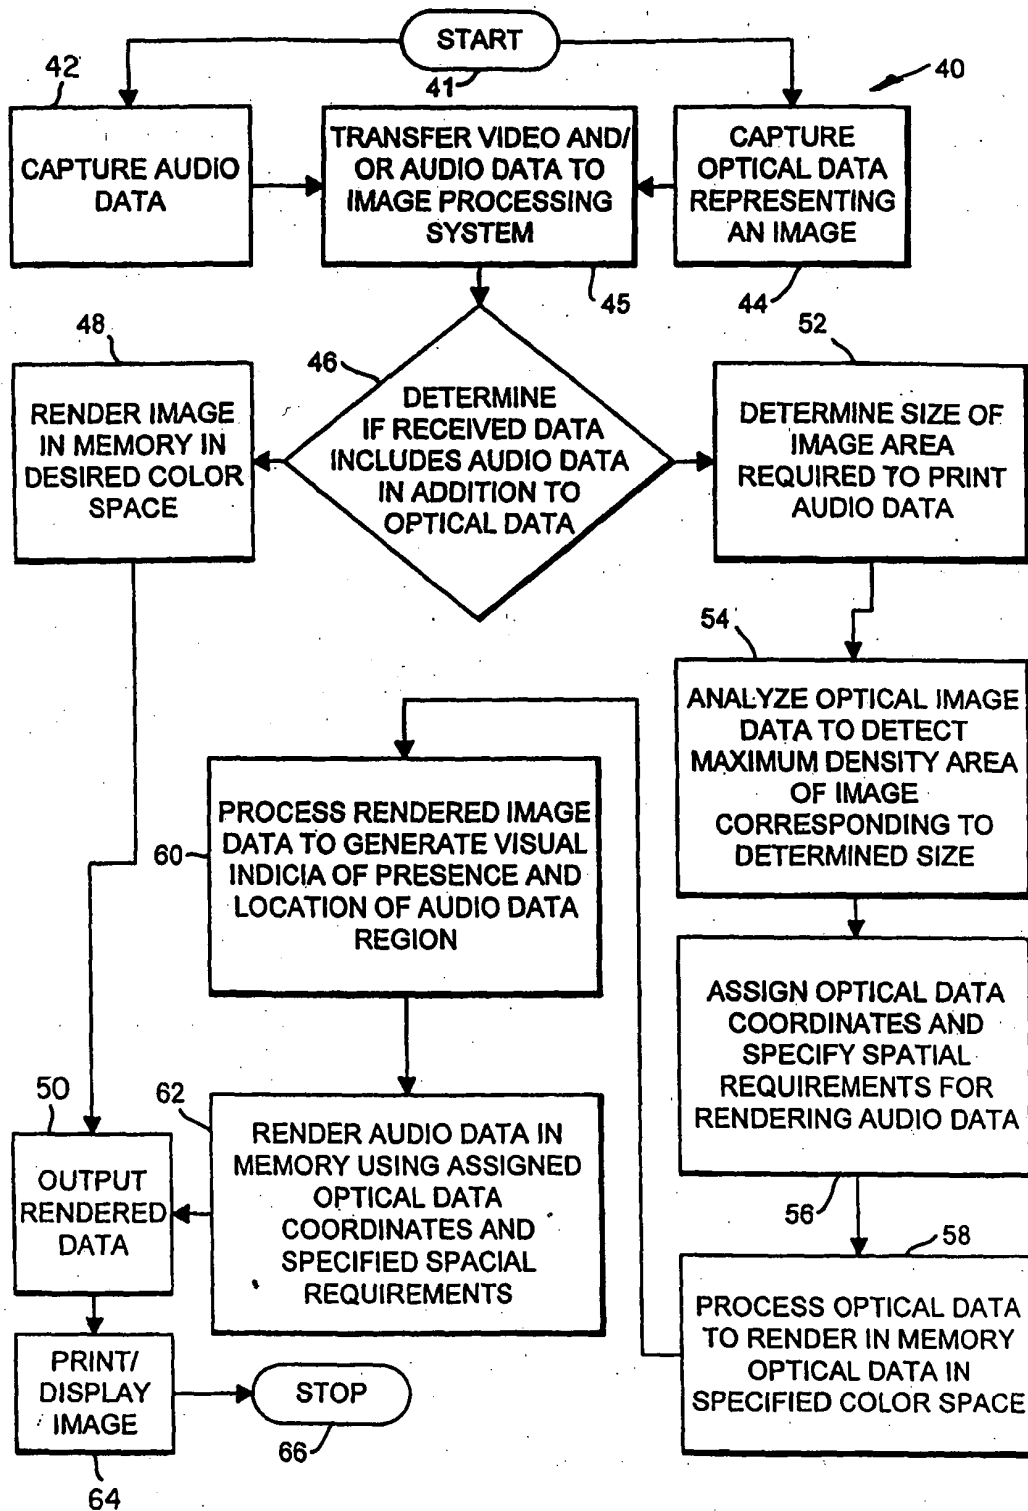 START
41
42
40
CAPTURE AUDIO
DATA
TRANSFER VIDEO AND/
OR AUDIO DATA TO
IMAGE PROCESSING
SYSTEM
45
CAPTURE
OPTICAL DATA
REPRESENTING
AN IMAGE
44
48
RENDER IMAGE
IN MEMORY IN
DESIRED COLOR
SPACE
46
DETERMINE
IF RECEIVED DATA
INCLUDES AUDIO DATA
IN ADDITION TO
OPTICAL DATA
52
DETERMINE SIZE OF
IMAGE AREA
REQUIRED TO PRINT
AUDIO DATA
54
ANALYZE OPTICAL IMAGE
DATA TO DETECT
MAXIMUM DENSITY AREA
OF IMAGE
CORRESPONDING TO
DETERMINED SIZE
ASSIGN OPTICAL DATA
COORDINATES AND
SPECIFY SPATIAL
REQUIREMENTS FOR
RENDERING AUDIO DATA
56
58
PROCESS OPTICAL DATA
TO RENDER IN MEMORY
OPTICAL DATA IN
SPECIFIED COLOR SPACE
60
PROCESS RENDERED IMAGE
DATA TO GENERATE VISUAL
INDICIA OF PRESENCE AND
LOCATION OF AUDIO DATA
REGION
62
RENDER AUDIO DATA IN
MEMORY USING ASSIGNED
OPTICAL DATA
COORDINATES AND
SPECIFIED SPACIAL
REQUIREMENTS
50
OUTPUT
RENDERED
DATA
PRINT/
DISPLAY
IMAGE
64
STOP
66